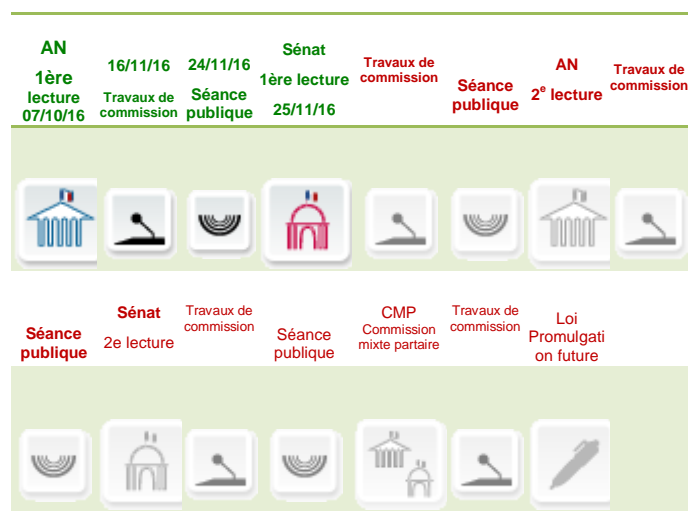 AN
1ère
lecture
07/10/16
16/11/16
Travaux de
commission
24/11/16
Séance
publique
Sénat
1ère lecture
25/11/16
Travaux de
commission
Séance
publique
AN
2e lecture
Travaux de
commission
Séance
publique
Sénat
2e lecture
Travaux de
commission
Séance
publique
CMP
Commission
mixte partaire
Travaux de
commission
Loi
Promulgati
on future